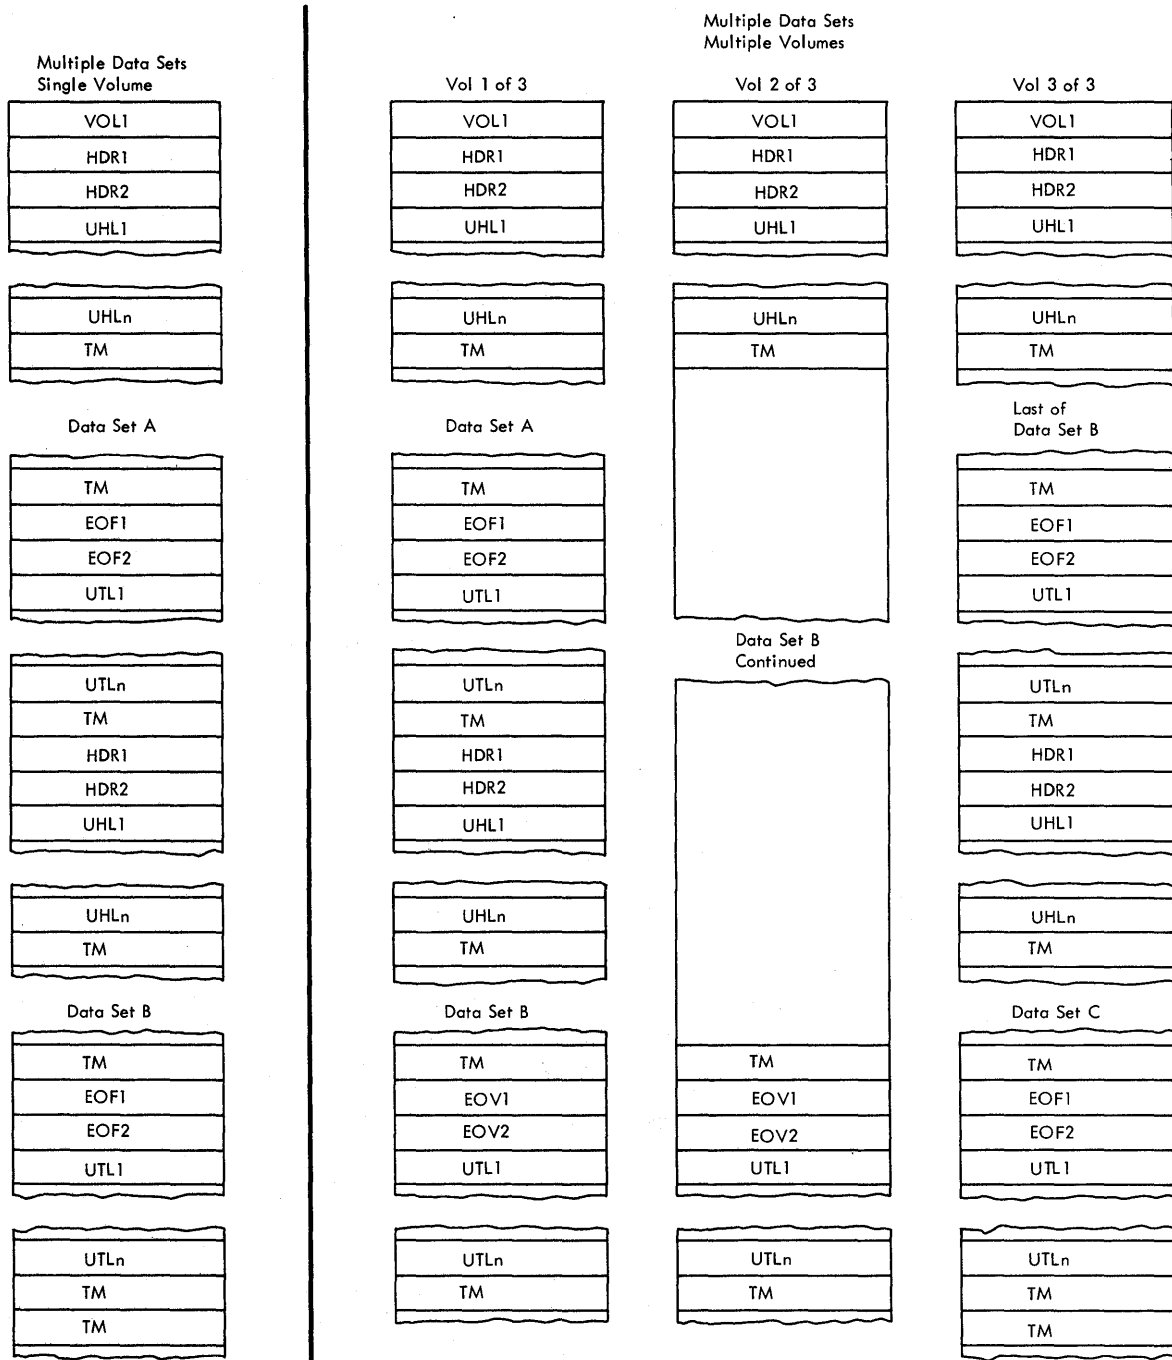 Multiple Data Sets
Single Volume
VOL1
HDR1
HDR2
UHL1
UHLn
TM
Data Set A
TM
EOF1
EOF2
UTL1
UTLn
TM
HDR1
HDR2
UHL1
UHLn
TM
Data Set B
TM
EOF1
EOF2
UTL1
UTLn
TM
TM
Multiple Data Sets
Multiple Volumes
Vol 1 of 3
VOL1
HDR1
HDR2
UHL1
UHLn
TM
Data Set A
TM
EOF1
EOF2
UTL1
UTLn
TM
HDR1
HDR2
UHL1
UHLn
TM
Data Set B
TM
EOV1
EOV2
UTL1
UTLn
TM
Vol 2 of 3
VOL1
HDR1
HDR2
UHL1
UHLn
TM
Data Set B
Continued
TM
EOV1
EOV2
UTL1
UTLn
TM
Vol 3 of 3
VOL1
HDR1
HDR2
UHL1
UHLn
TM
Last of
Data Set B
TM
EOF1
EOF2
UTL1
UTLn
TM
HDR1
HDR2
UHL1
UHLn
TM
Data Set C
TM
EOF1
EOF2
UTL1
UTLn
TM
TM